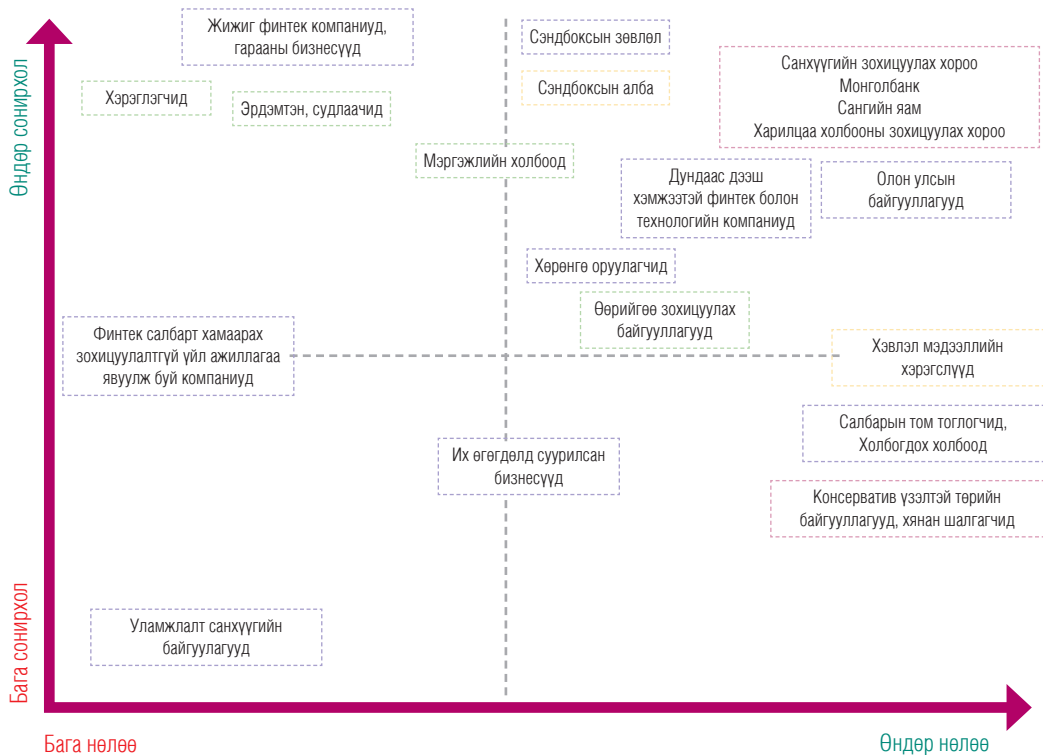 Жижиг финтек компаниуд,
гарааны бизнесүүд
Сэндбоксын зөвлөл
Өндөр сонирхол
Хэрэглэгчид
Эрдэмтэн, судлаачид
Сэндбоксын алба
Санхүүгийн зохицуулах хороо
Монголбанк
Сангийн яам
Харилцаа холбооны зохицуулах хороо
Мэргэжлийн холбоод
Дундаас дээш
хэмжээтэй финтек болон
технологийн компаниуд
Олон улсын
байгууллагууд
Хөрөнгө оруулагчид
Өөрийгөө зохицуулах
байгууллагууд
Финтек салбарт хамаарах
зохицуулалтгүй үйл ажиллагаа
явуулж буй компаниуд
Хэвлэл мэдээллийн
хэрэгслүүд
Салбарын том тоглогчид,
Холбогдох холбоод
Их өгөгдөлд суурилсан
бизнесүүд
Консерватив үзэлтэй төрийн
байгууллагууд, хянан шалгагчид
Бага сонирхол
Уламжлалт санхүүгийн
байгуулагууд
Бага нөлөө
Өндөр нөлөө